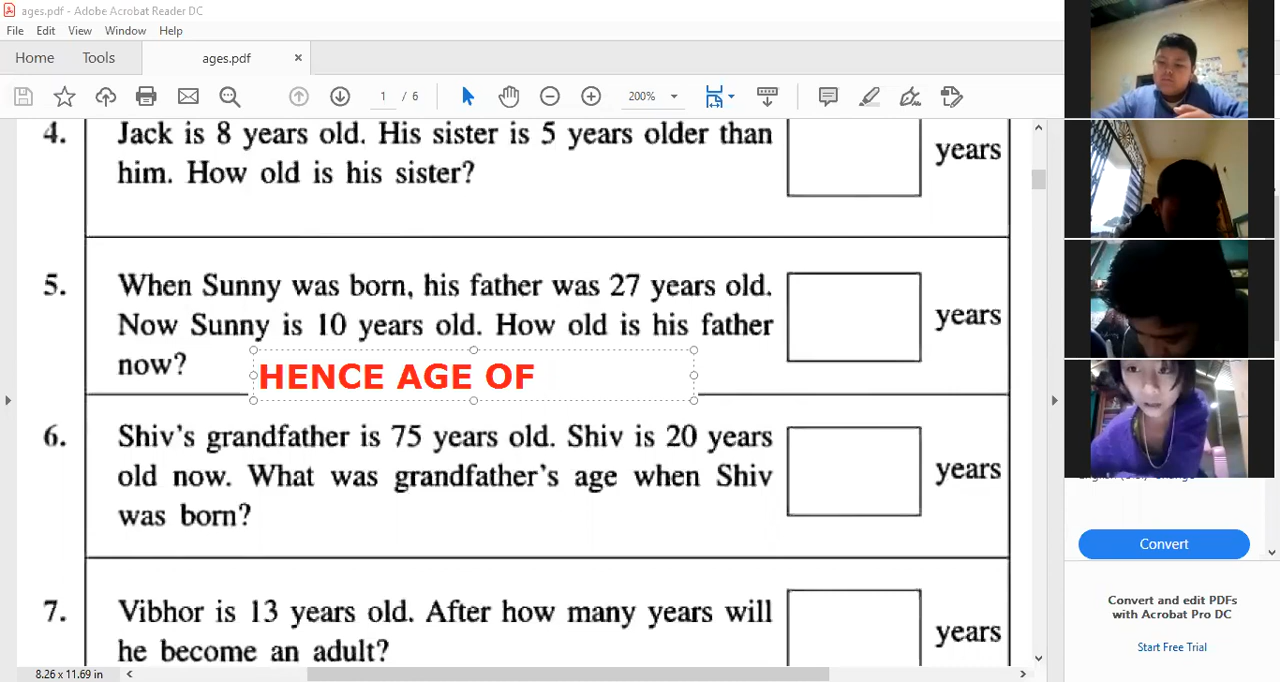 ages.pdf - Adobe Acrobat Reader DC
File Edit View Window Help
Home Tools ages.pdf ×
1 / 6 200%
4. Jack is 8 years old. His sister is 5 years older than
him. How old is his sister?
years
5. When Sunny was born, his father was 27 years old.
Now Sunny is 10 years old. How old is his father
now?
years
HENCE AGE OF
6. Shiv's grandfather is 75 years old. Shiv is 20 years
old now. What was grandfather's age when Shiv
was born?
years
7. Vibhor is 13 years old. After how many years will
he become an adult?
years
8.26 x 11.69 in
Convert
Convert and edit PDFs
with Acrobat Pro DC
Start Free Trial